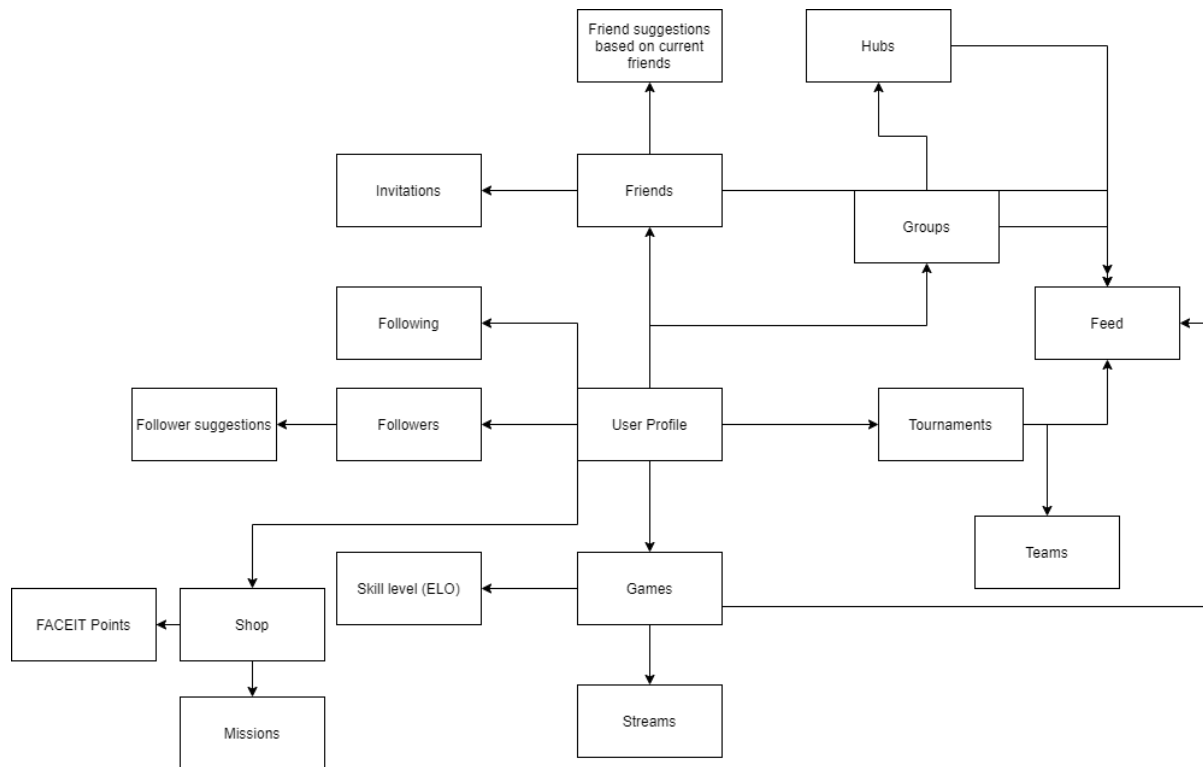 Friend suggestions
based on current
friends
Hubs
Invitations
Friends
Groups
Following
Feed
Follower suggestions
Followers
User Profile
Tournaments
Teams
Skill level (ELO)
Games
FACEIT Points
Shop
Streams
Missions